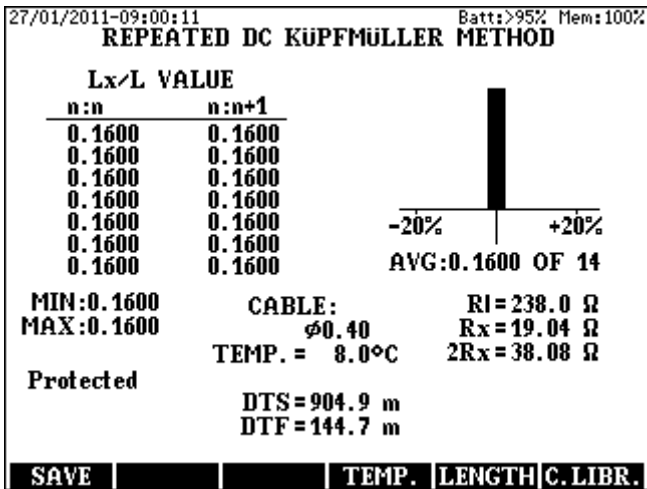 27/01/2011-09:00:11 Batt:>95% Mem:100%
REPEATED DC KüPFMüLLER METHOD
Lx/L VALUE
n:n n:n+1
0.1600 0.1600
0.1600 0.1600
0.1600 0.1600
0.1600 0.1600
0.1600 0.1600
0.1600 0.1600
0.1600 0.1600
-20% +20%
AVG:0.1600 OF 14
MIN:0.1600
MAX:0.1600
CABLE:
ø0.40
TEMP.= 8.0°C
Rl=238.0 Ω
Rx=19.04 Ω
2Rx=38.08 Ω
Protected
DTS=904.9 m
DTF=144.7 m
SAVE TEMP. LENGTH C.LIBR.